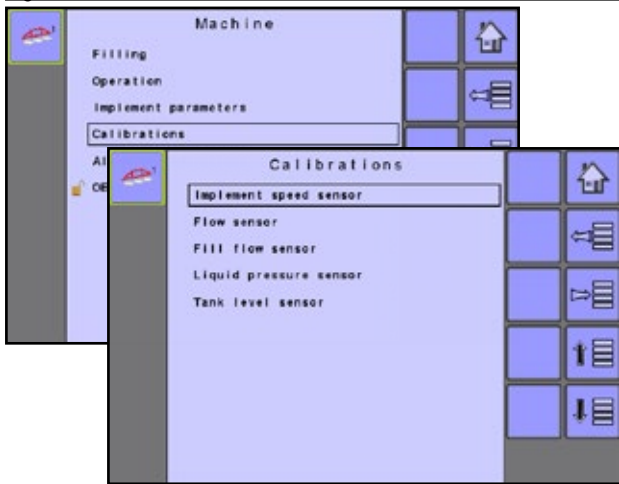 Machine
Filling
Operation
Implement parameters
Calibrations
Calibrations
Implement speed sensor
Flow sensor
Fill flow sensor
Liquid pressure sensor
Tank level sensor